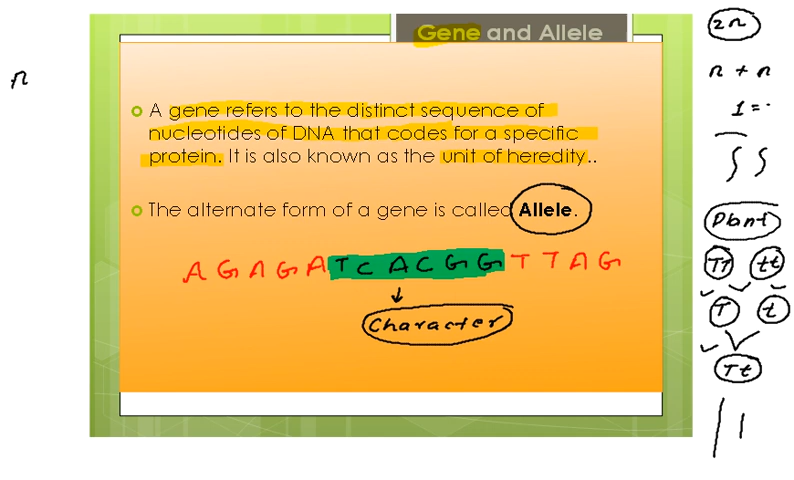 Gene and Allele
A gene refers to the distinct sequence of
nucleotides of DNA that codes for a specific
protein. It is also known as the unit of heredity..
The alternate form of a gene is called Allele.
A G A G A T C A C G G T T A G
Character
n
2n
n + n
Plant
TT tt
T t
Tt